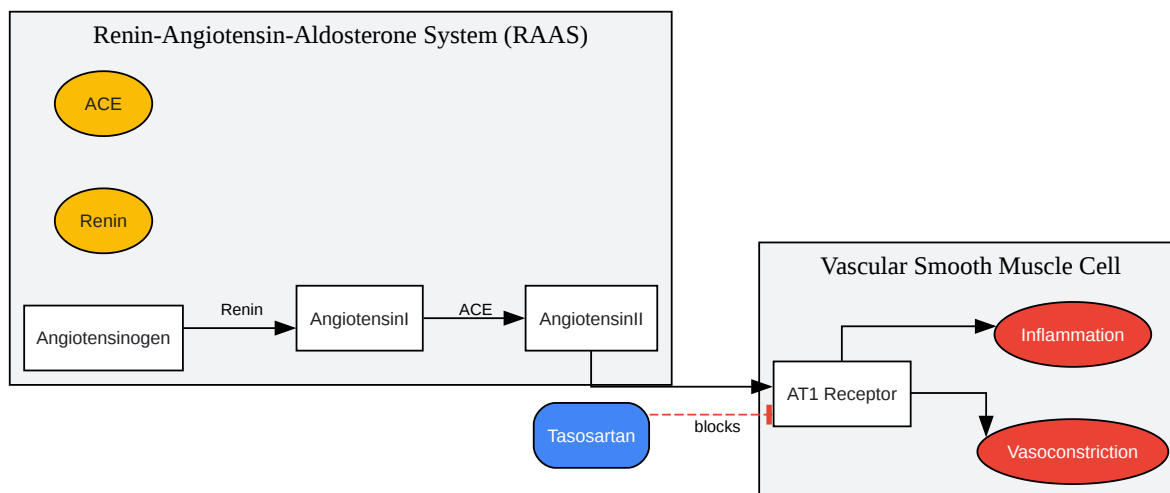 Renin-Angiotensin-Aldosterone System (RAAS)
ACE
Renin
Angiotensinogen
Renin
AngiotensinI
ACE
AngiotensinII
Tasosartan
blocks
Vascular Smooth Muscle Cell
Inflammation
AT1 Receptor
Vasoconstriction